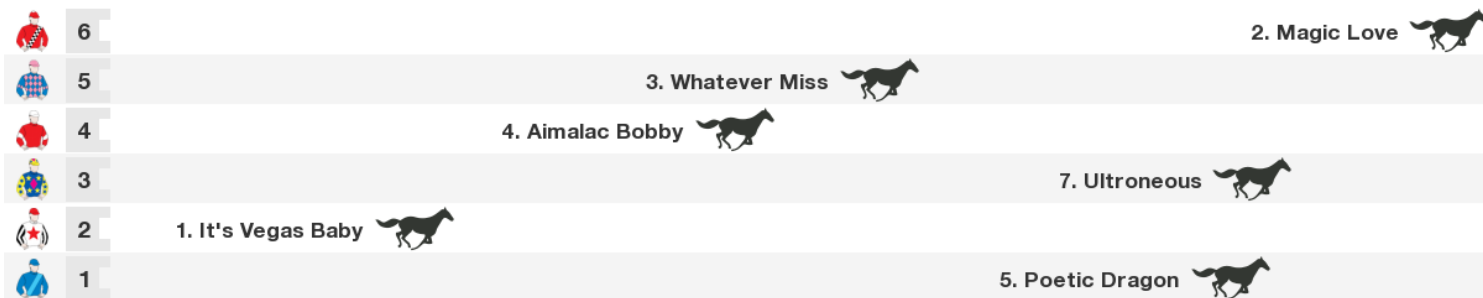 6 2. Magic Love
5 3. Whatever Miss
4 4. Aimalac Bobby
3 7. Ultroneous
2 1. It's Vegas Baby
1 5. Poetic Dragon